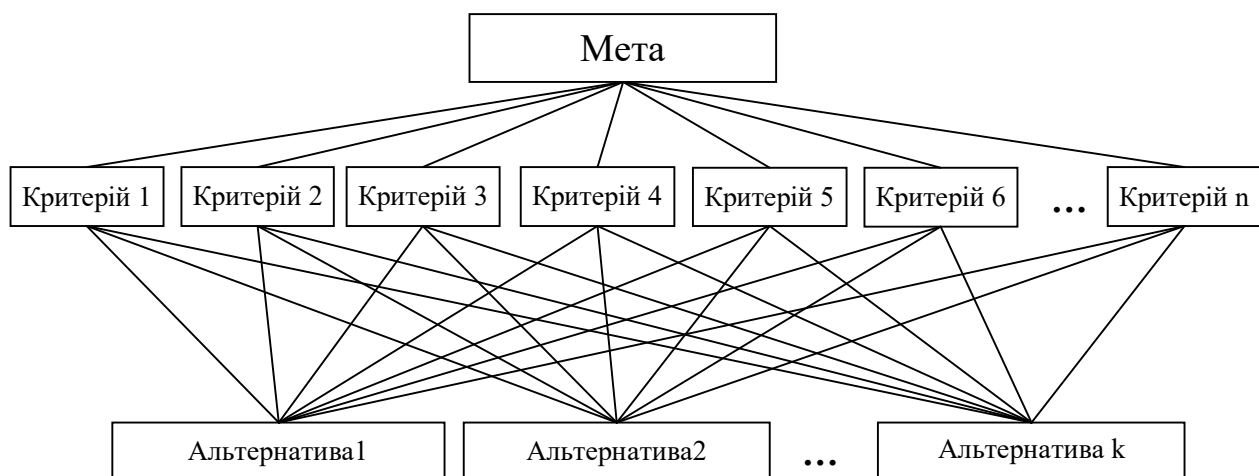 Мета
Критерій 1 Критерій 2 Критерій 3 Критерій 4 Критерій 5 Критерій 6 ... Критерій n
Альтернатива1 Альтернатива2 ... Альтернатива k